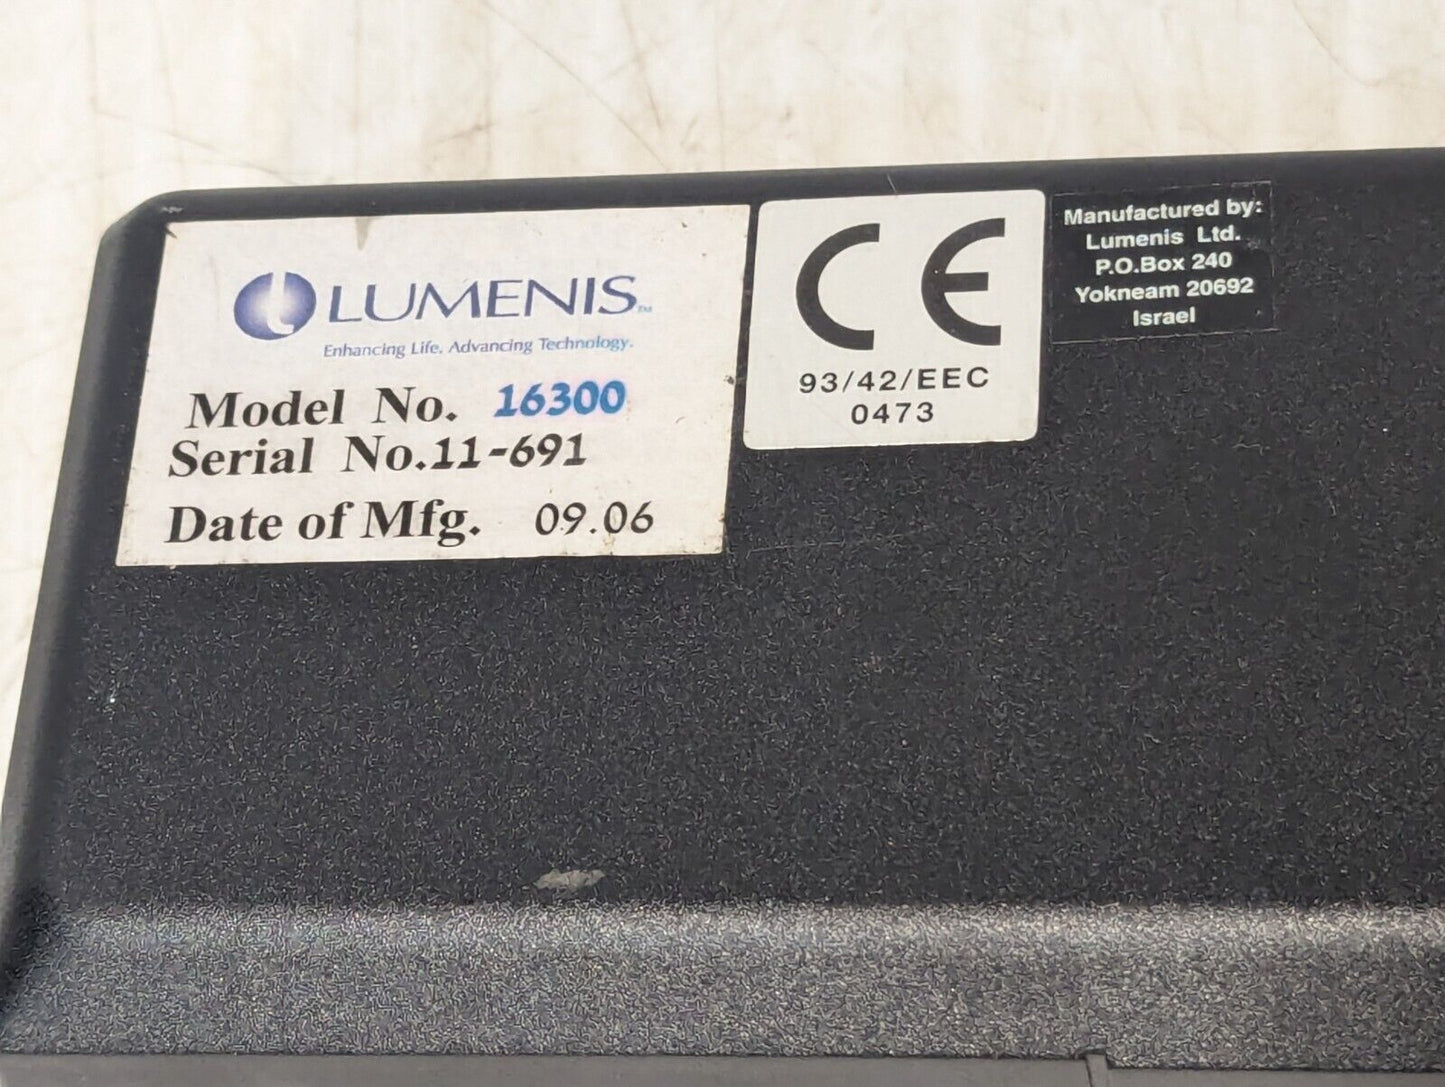 LUMENIS™
Enhancing Life. Advancing Technology.
Model No. 16300
Serial No.11-691
Date of Mfg. 09.06
CE
93/42/EEC
0473
Manufactured by:
Lumenis Ltd.
P.O.Box 240
Yokneam 20692
Israel